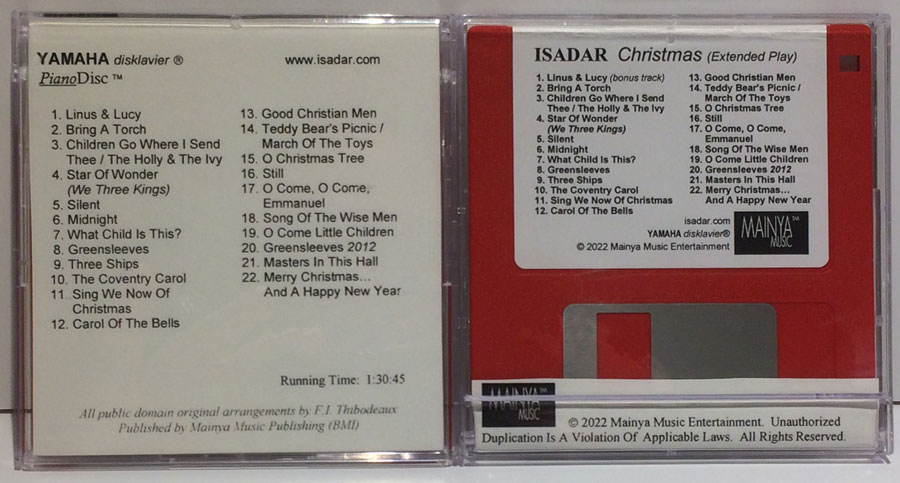 YAMAHA disklavier ®
PianoDisc ™
www.isadar.com
1. Linus & Lucy
2. Bring A Torch
3. Children Go Where I Send
Thee / The Holly & The Ivy
4. Star Of Wonder
(We Three Kings)
5. Silent
6. Midnight
7. What Child Is This?
8. Greensleeves
9. Three Ships
10. The Coventry Carol
11. Sing We Now Of
Christmas
12. Carol Of The Bells
13. Good Christian Men
14. Teddy Bear's Picnic /
March Of The Toys
15. O Christmas Tree
16. Still
17. O Come, O Come,
Emmanuel
18. Song Of The Wise Men
19. O Come Little Children
20. Greensleeves 2012
21. Masters In This Hall
22. Merry Christmas...
And A Happy New Year
Running Time: 1:30:45
All public domain original arrangements by F.I. Thibodeaux
Published by Mainya Music Publishing (BMI)
ISADAR Christmas (Extended Play)
1. Linus & Lucy (bonus track)
2. Bring A Torch
3. Children Go Where I Send
Thee / The Holly & The Ivy
4. Star Of Wonder
(We Three Kings)
5. Silent
6. Midnight
7. What Child Is This?
8. Greensleeves
9. Three Ships
10. The Coventry Carol
11. Sing We Now Of Christmas
12. Carol Of The Bells
13. Good Christian Men
14. Teddy Bear's Picnic /
March Of The Toys
15. O Christmas Tree
16. Still
17. O Come, O Come,
Emmanuel
18. Song Of The Wise Men
19. O Come Little Children
20. Greensleeves 2012
21. Masters In This Hall
22. Merry Christmas...
And A Happy New Year
isadar.com
YAMAHA disklavier®
© 2022 Mainya Music Entertainment
MAINYA™
MUSIC
MAINYA™
MUSIC
© 2022 Mainya Music Entertainment. Unauthorized
Duplication Is A Violation Of Applicable Laws. All Rights Reserved.